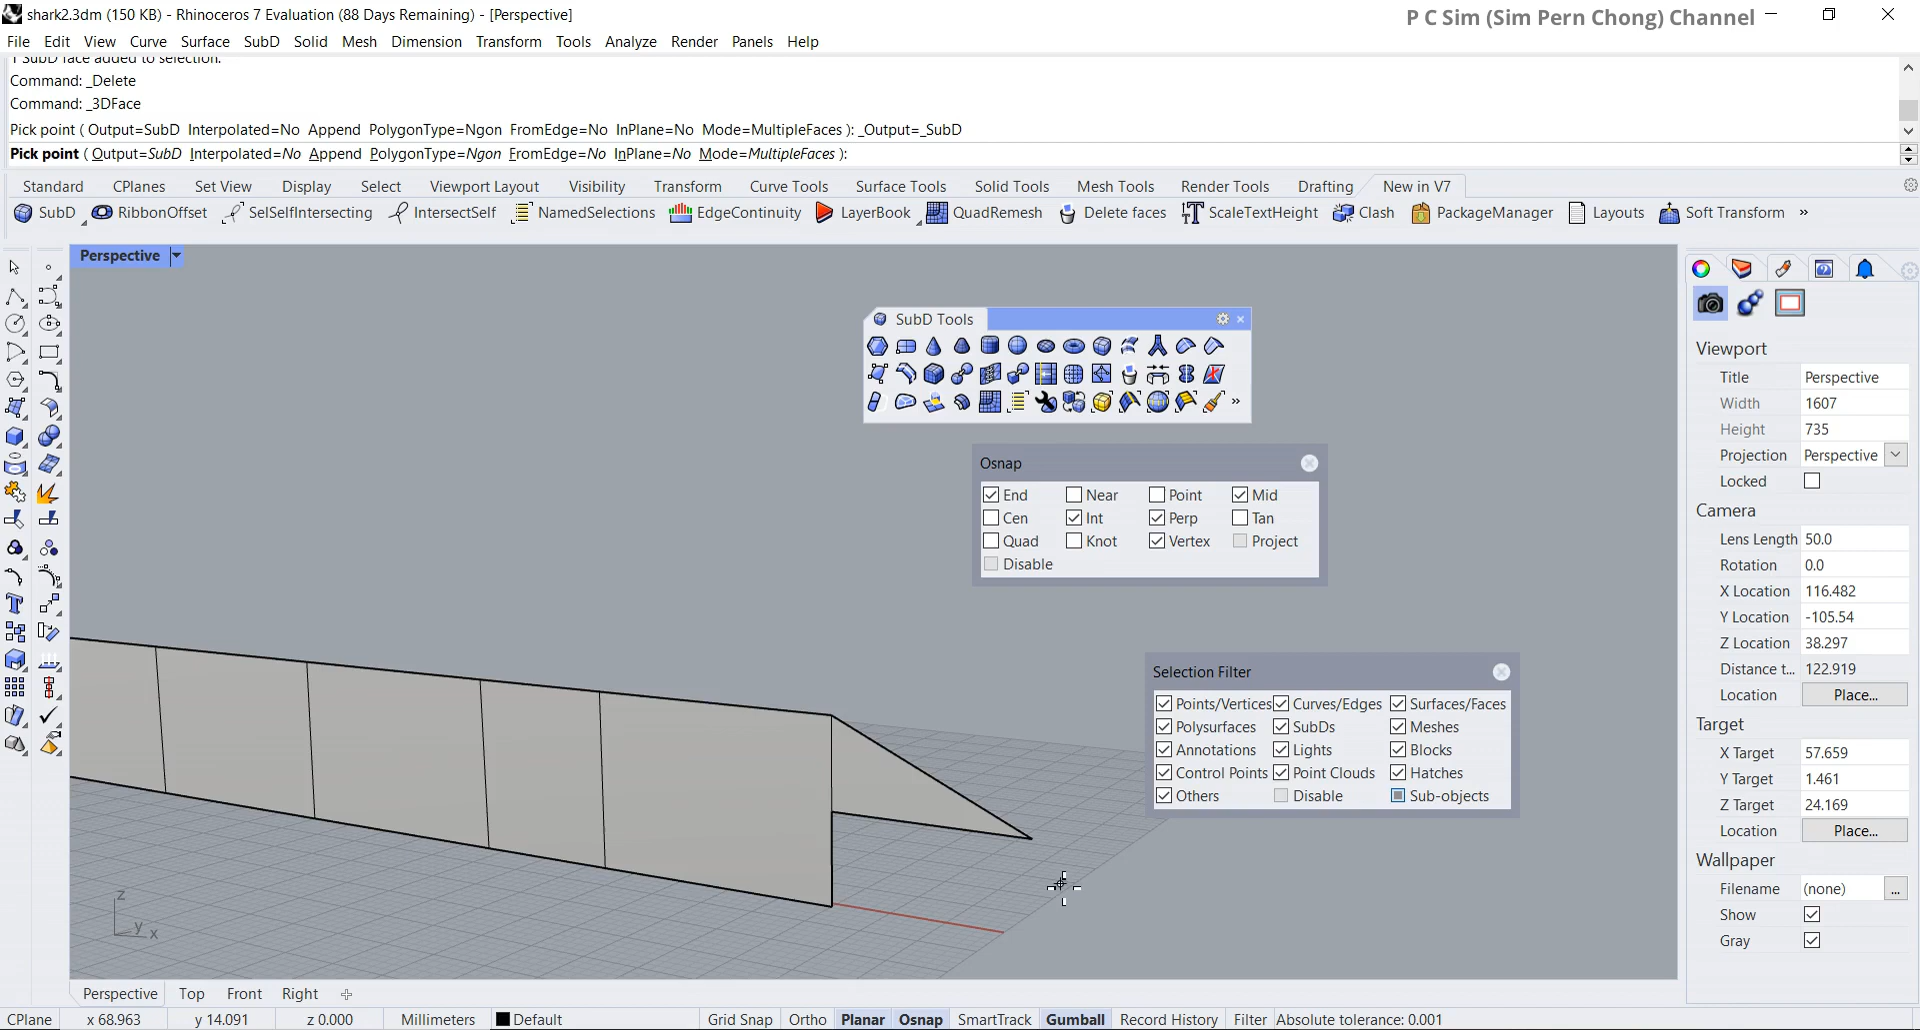 shark2.3dm (150 KB) - Rhinoceros 7 Evaluation (88 Days Remaining) - [Perspective]
P C Sim (Sim Pern Chong) Channel
File Edit View Curve Surface SubD Solid Mesh Dimension Transform Tools Analyze Render Panels Help
1 SubD face added to selection.
Command: _Delete
Command: _3DFace
Pick point ( Output=SubD Interpolated=No Append PolygonType=Ngon FromEdge=No InPlane=No Mode=MultipleFaces ): _Output=_SubD
Pick point ( Output=SubD Interpolated=No Append PolygonType=Ngon FromEdge=No InPlane=No Mode=MultipleFaces ):
Standard CPlanes Set View Display Select Viewport Layout Visibility Transform Curve Tools Surface Tools Solid Tools Mesh Tools Render Tools Drafting New in V7
SubD RibbonOffset SelSelfIntersecting IntersectSelf NamedSelections EdgeContinuity LayerBook QuadRemesh Delete faces ScaleTextHeight Clash PackageManager Layouts Soft Transform »
Perspective
SubD Tools
»
Osnap
End Near Point Mid
Cen Int Perp Tan
Quad Knot Vertex Project
Disable
Selection Filter
Points/Vertices Curves/Edges Surfaces/Faces
Polysurfaces SubDs Meshes
Annotations Lights Blocks
Control Points Point Clouds Hatches
Others Disable Sub-objects
z
y x
Viewport
Title Perspective
Width 1607
Height 735
Projection Perspective
Locked
Camera
Lens Length 50.0
Rotation 0.0
X Location 116.482
Y Location -105.54
Z Location 38.297
Distance t... 122.919
Location Place...
Target
X Target 57.659
Y Target 1.461
Z Target 24.169
Location Place...
Wallpaper
Filename (none) ...
Show
Gray
Perspective Top Front Right
CPlane x 68.963 y 14.091 z 0.000 Millimeters Default Grid Snap Ortho Planar Osnap SmartTrack Gumball Record History Filter Absolute tolerance: 0.001